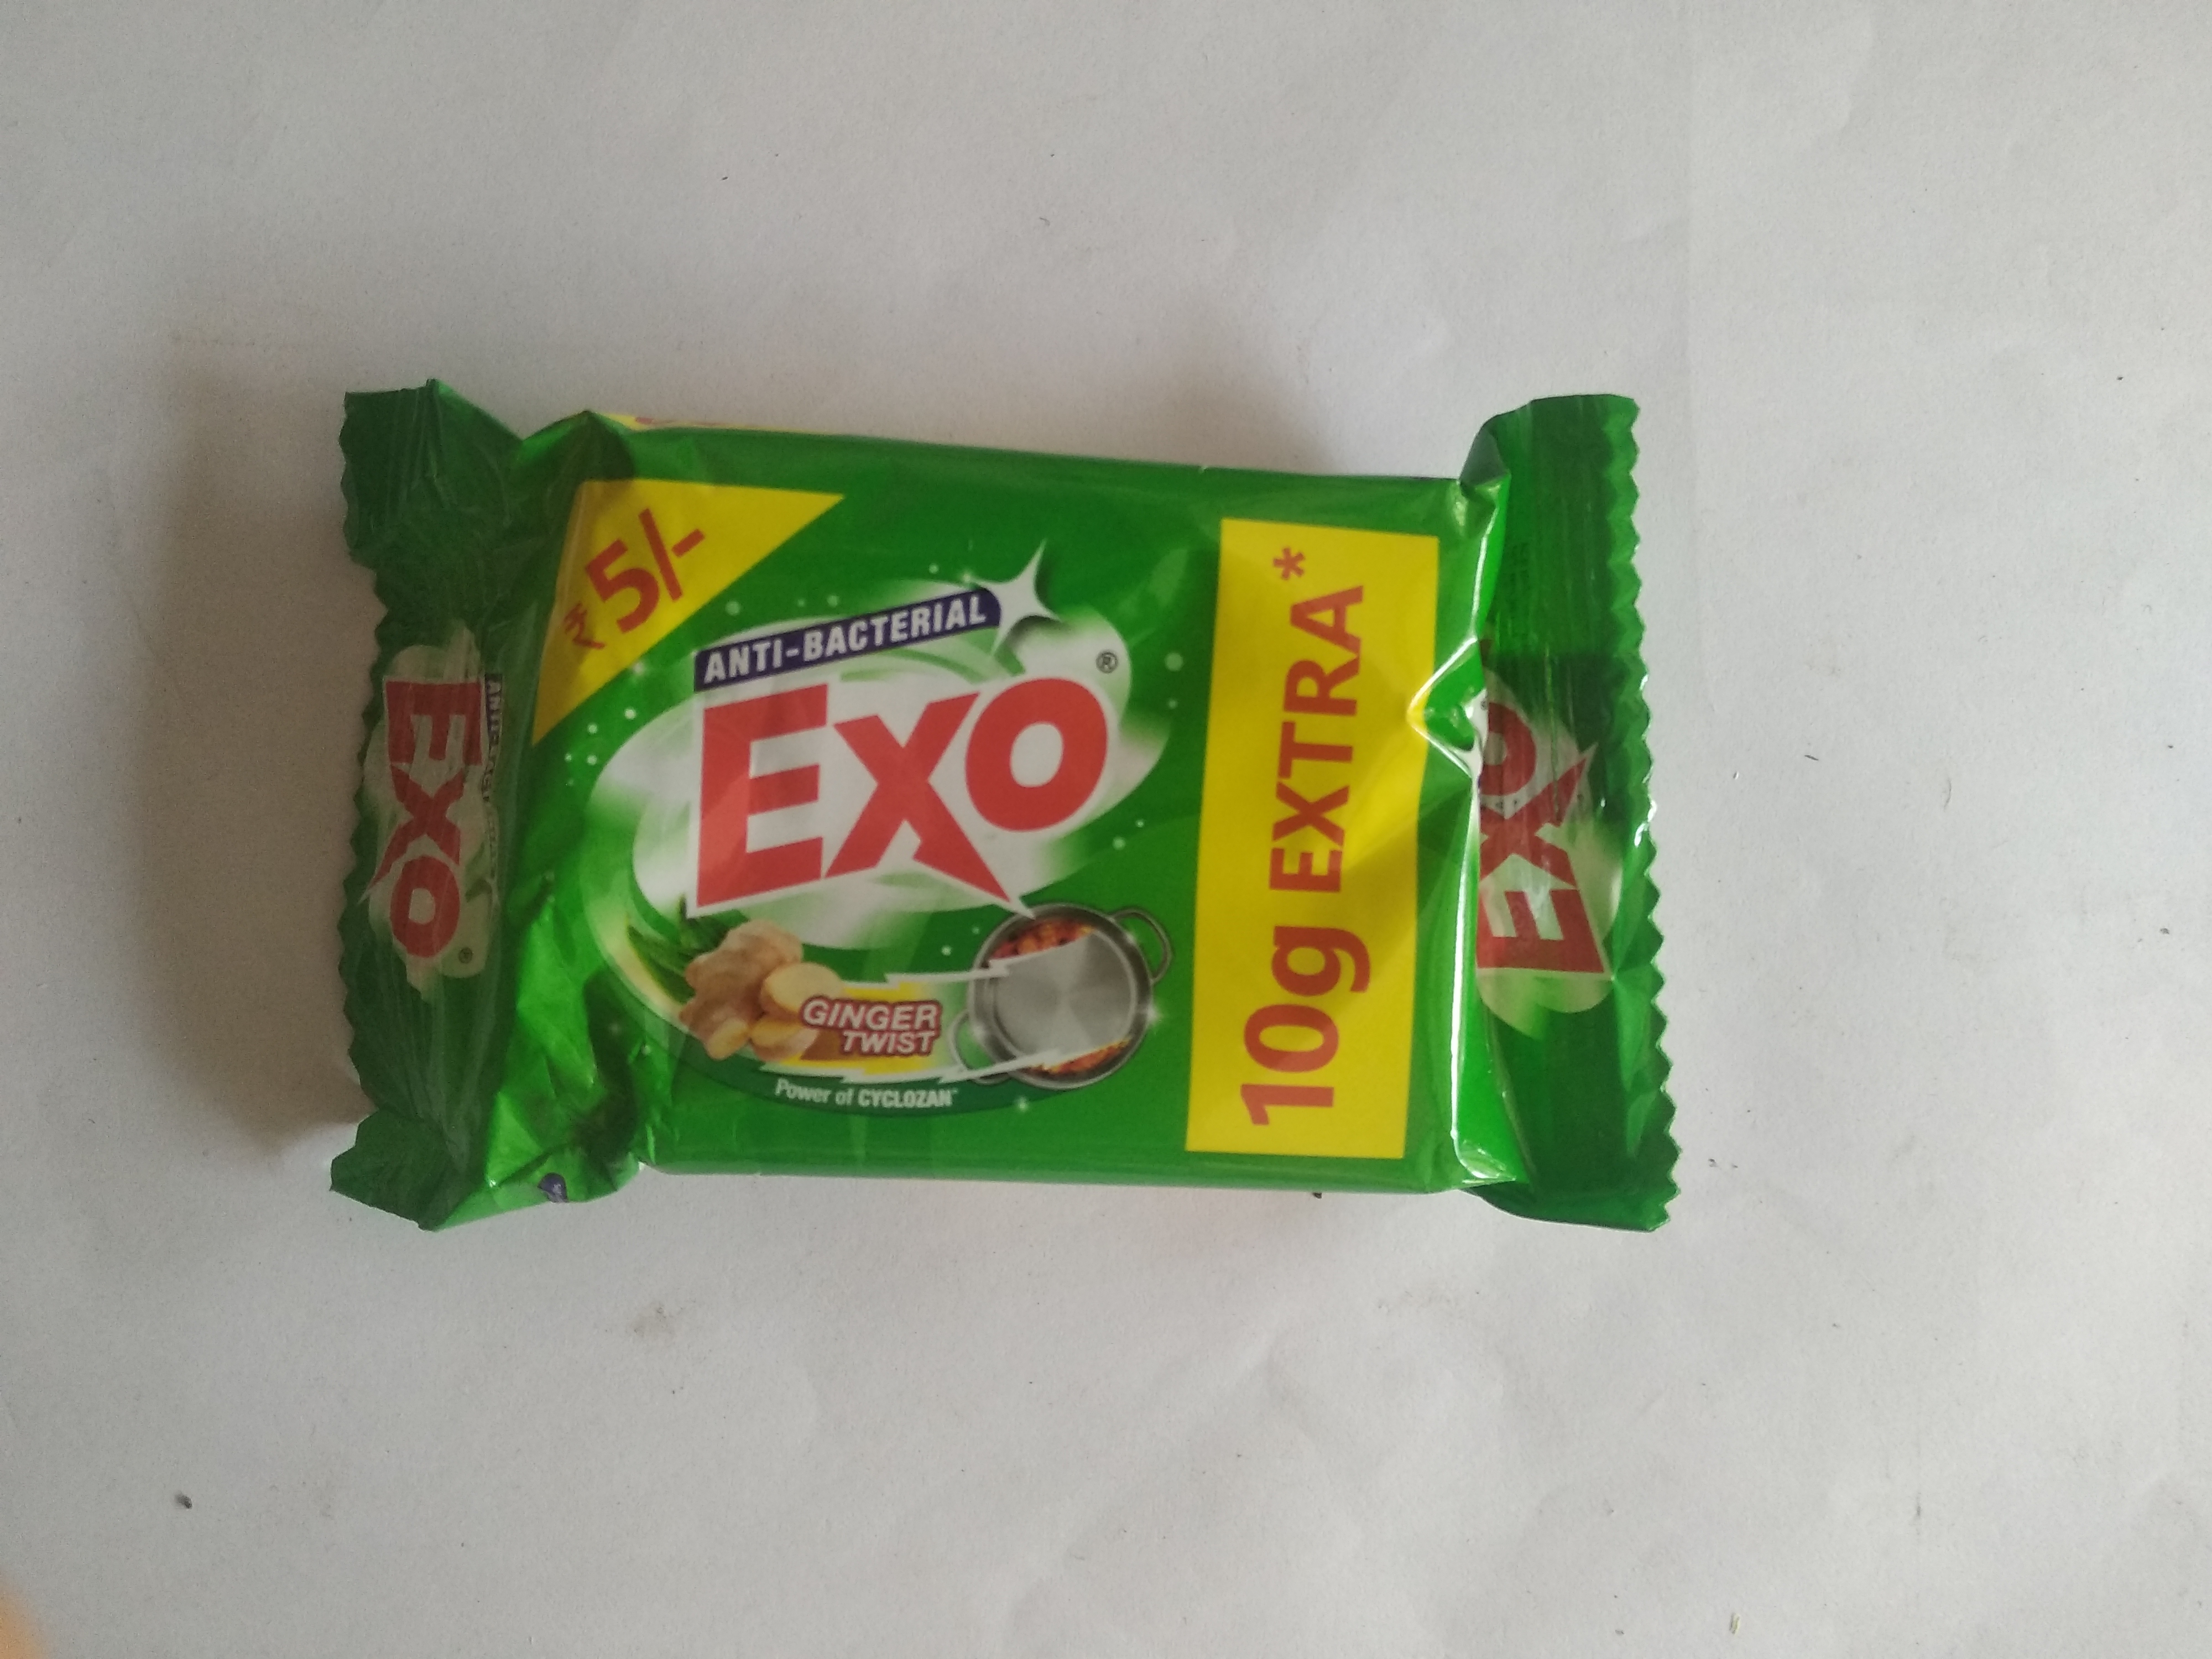 ₹5/-
ANTI-BACTERIAL
EXO®
GINGER
TWIST
Power of CYCLOZAN*
10g EXTRA*
EXO®
EXO